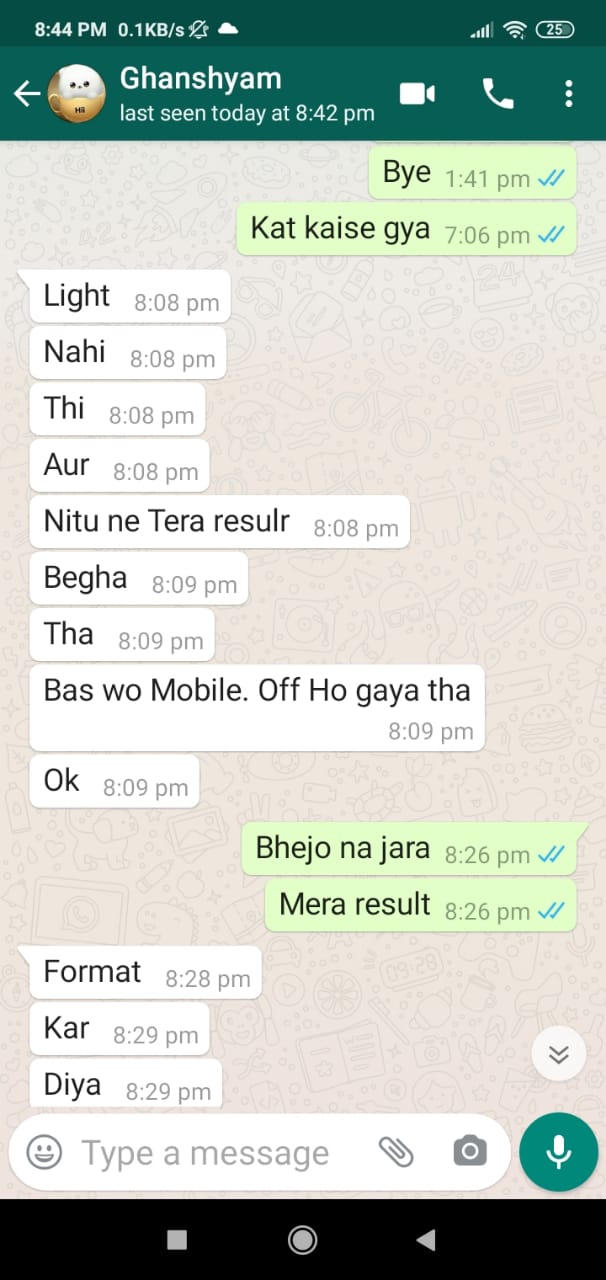 8:44 PM 0.1KB/s 25
Ghanshyam
last seen today at 8:42 pm
Hi
Bye 1:41 pm
Kat kaise gya 7:06 pm
Light 8:08 pm
Nahi 8:08 pm
Thi 8:08 pm
Aur 8:08 pm
Nitu ne Tera resulr 8:08 pm
Begha 8:09 pm
Tha 8:09 pm
Bas wo Mobile. Off Ho gaya tha
8:09 pm
Ok 8:09 pm
Bhejo na jara 8:26 pm
Mera result 8:26 pm
Format 8:28 pm
Kar 8:29 pm
Diya 8:29 pm
Type a message